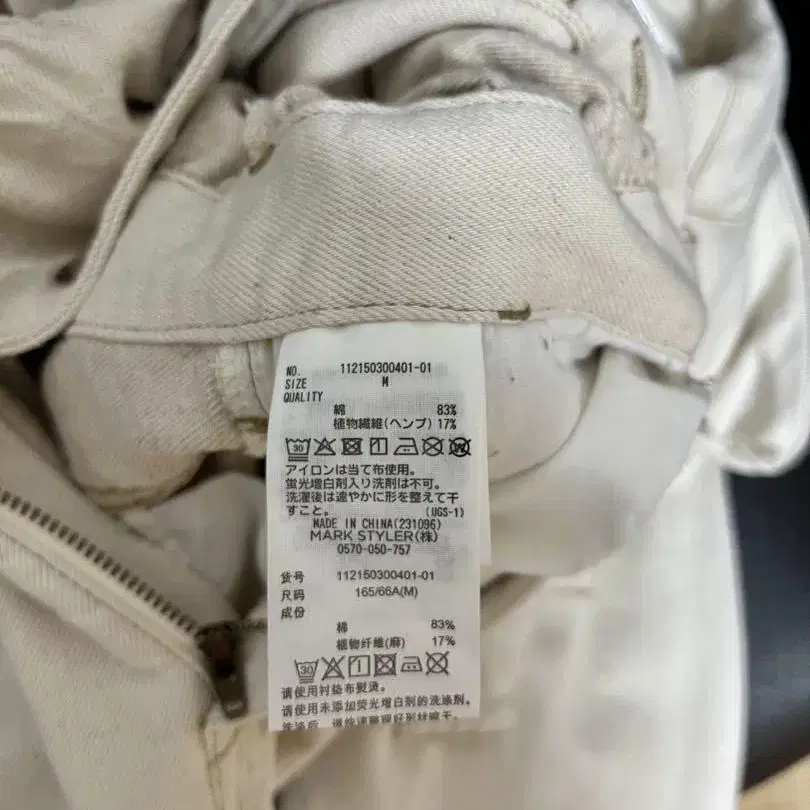 NO. 112150300401-01
SIZE M
QUALITY
綿 83%
植物繊維(ヘンプ) 17%
30
アイロンは当て布使用。
蛍光増白剤入り洗剤は不可。
洗濯後は速やかに形を整えて干
すこと。 (UGS-1)
MADE IN CHINA(231096)
MARK STYLER(株)
0570-050-757
货号 112150300401-01
尺码 165/66A(M)
成份
棉 83%
植物纤维(麻) 17%
30
请使用衬垫布熨烫。
请使用未添加荧光增白剂的洗涤剂。